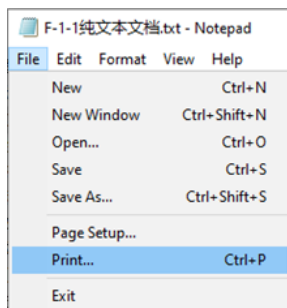 F-1-1纯文本文档.txt - Notepad
File Edit Format View Help
New Ctrl+N
New Window Ctrl+Shift+N
Open... Ctrl+O
Save Ctrl+S
Save As... Ctrl+Shift+S
Page Setup...
Print... Ctrl+P
Exit